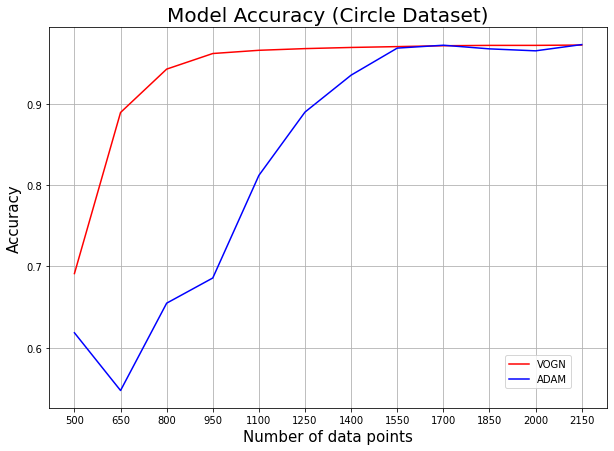 Model Accuracy (Circle Dataset)
Accuracy
0.9
0.8
0.7
0.6
VOGN
ADAM
500 650 800 950 1100 1250 1400 1550 1700 1850 2000 2150
Number of data points